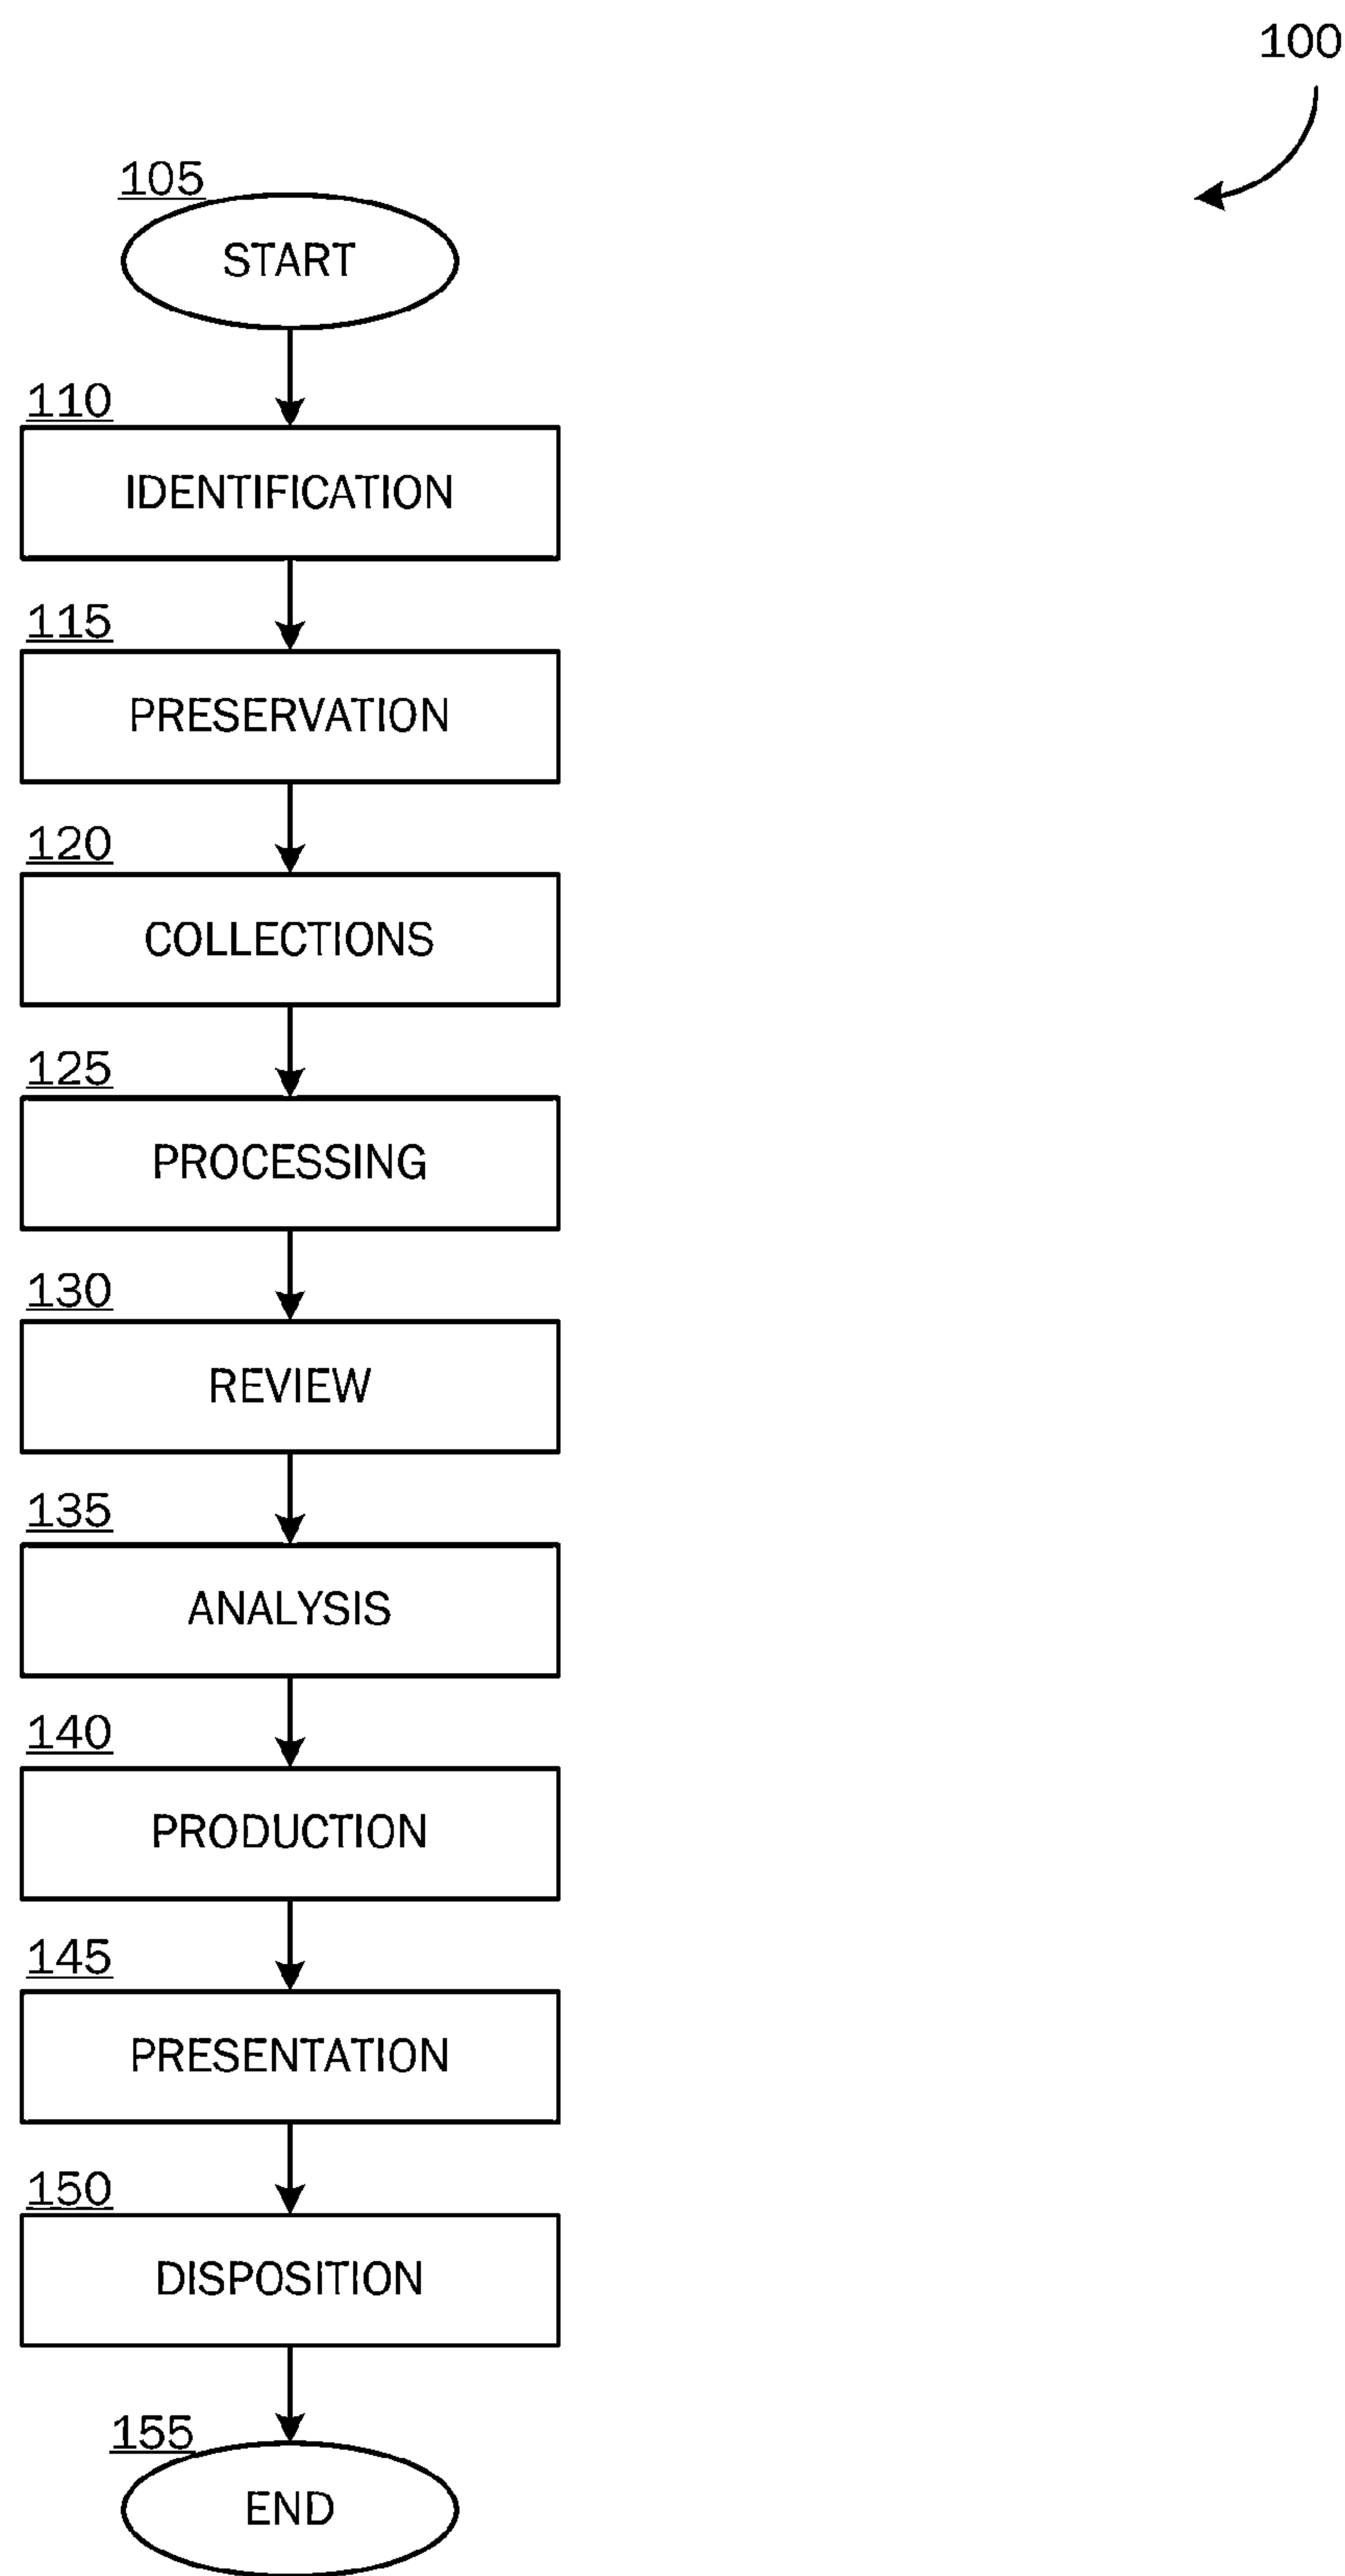 100
105
START
110
IDENTIFICATION
115
PRESERVATION
120
COLLECTIONS
125
PROCESSING
130
REVIEW
135
ANALYSIS
140
PRODUCTION
145
PRESENTATION
150
DISPOSITION
155
END